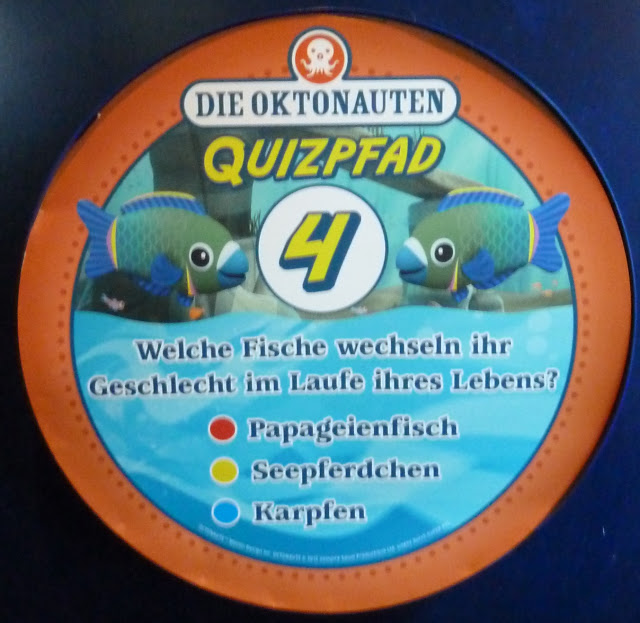 DIE OKTONAUTEN
QUIZPFAD
4
Welche Fische wechseln ihr
Geschlecht im Laufe ihres Lebens?
Papageienfisch
Seepferdchen
Karpfen